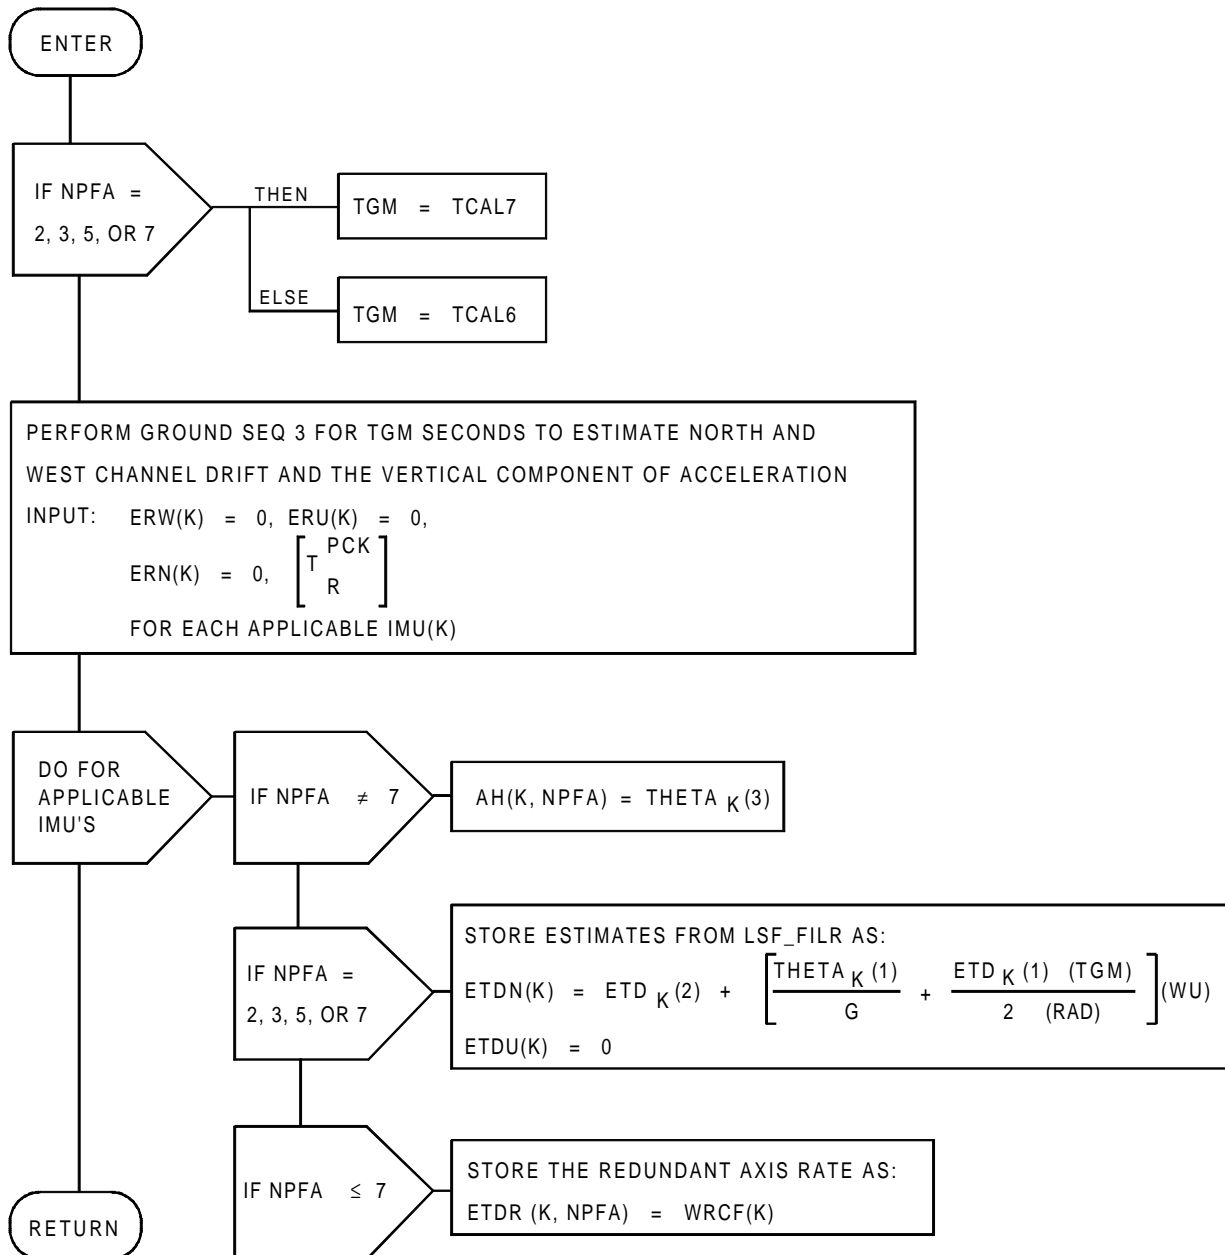 ENTER
IF NPFA =
2, 3, 5, OR 7
THEN
TGM = TCAL7
ELSE
TGM = TCAL6
PERFORM GROUND SEQ 3 FOR TGM SECONDS TO ESTIMATE NORTH AND
WEST CHANNEL DRIFT AND THE VERTICAL COMPONENT OF ACCELERATION
INPUT: ERW(K) = 0, ERU(K) = 0,
ERN(K) = 0, [T PCK R]
FOR EACH APPLICABLE IMU(K)
DO FOR
APPLICABLE
IMU'S
IF NPFA ≠ 7
AH(K, NPFA) = THETA K (3)
IF NPFA =
2, 3, 5, OR 7
STORE ESTIMATES FROM LSF_FILR AS:
ETDN(K) = ETD K (2) + [THETA K (1) / G + ETD K (1) (TGM) / 2 (RAD)] (WU)
ETDU(K) = 0
IF NPFA ≤ 7
STORE THE REDUNDANT AXIS RATE AS:
ETDR (K, NPFA) = WRCF(K)
RETURN